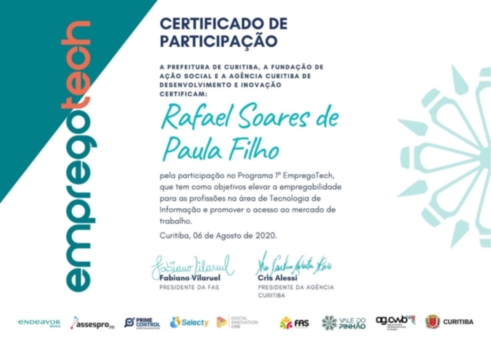 empregotech
CERTIFICADO DE
PARTICIPAÇÃO
A PREFEITURA DE CURITIBA, A FUNDAÇÃO DE
AÇÃO SOCIAL E A AGÊNCIA CURITIBA DE
DESENVOLVIMENTO E INOVAÇÃO
CERTIFICAM:
Rafael Soares de
Paula Filho
pela participação no Programa 1º EmpregoTech,
que tem como objetivos elevar a empregabilidade
para as profissões na área de Tecnologia de
Informação e promover o acesso ao mercado de
trabalho.
Curitiba, 06 de Agosto de 2020.
Fabiano Vilaruel
Fabiano Vilaruel
PRESIDENTE DA FAS
Cris Alessi
PRESIDENTE DA AGÊNCIA
CURITIBA
endeavor
assespro
PRIME CONTROL
Selecty
DIGITAL INNOVATION ONE
FAS
VALE DO PINHÃO
ag.cwb
CURITIBA